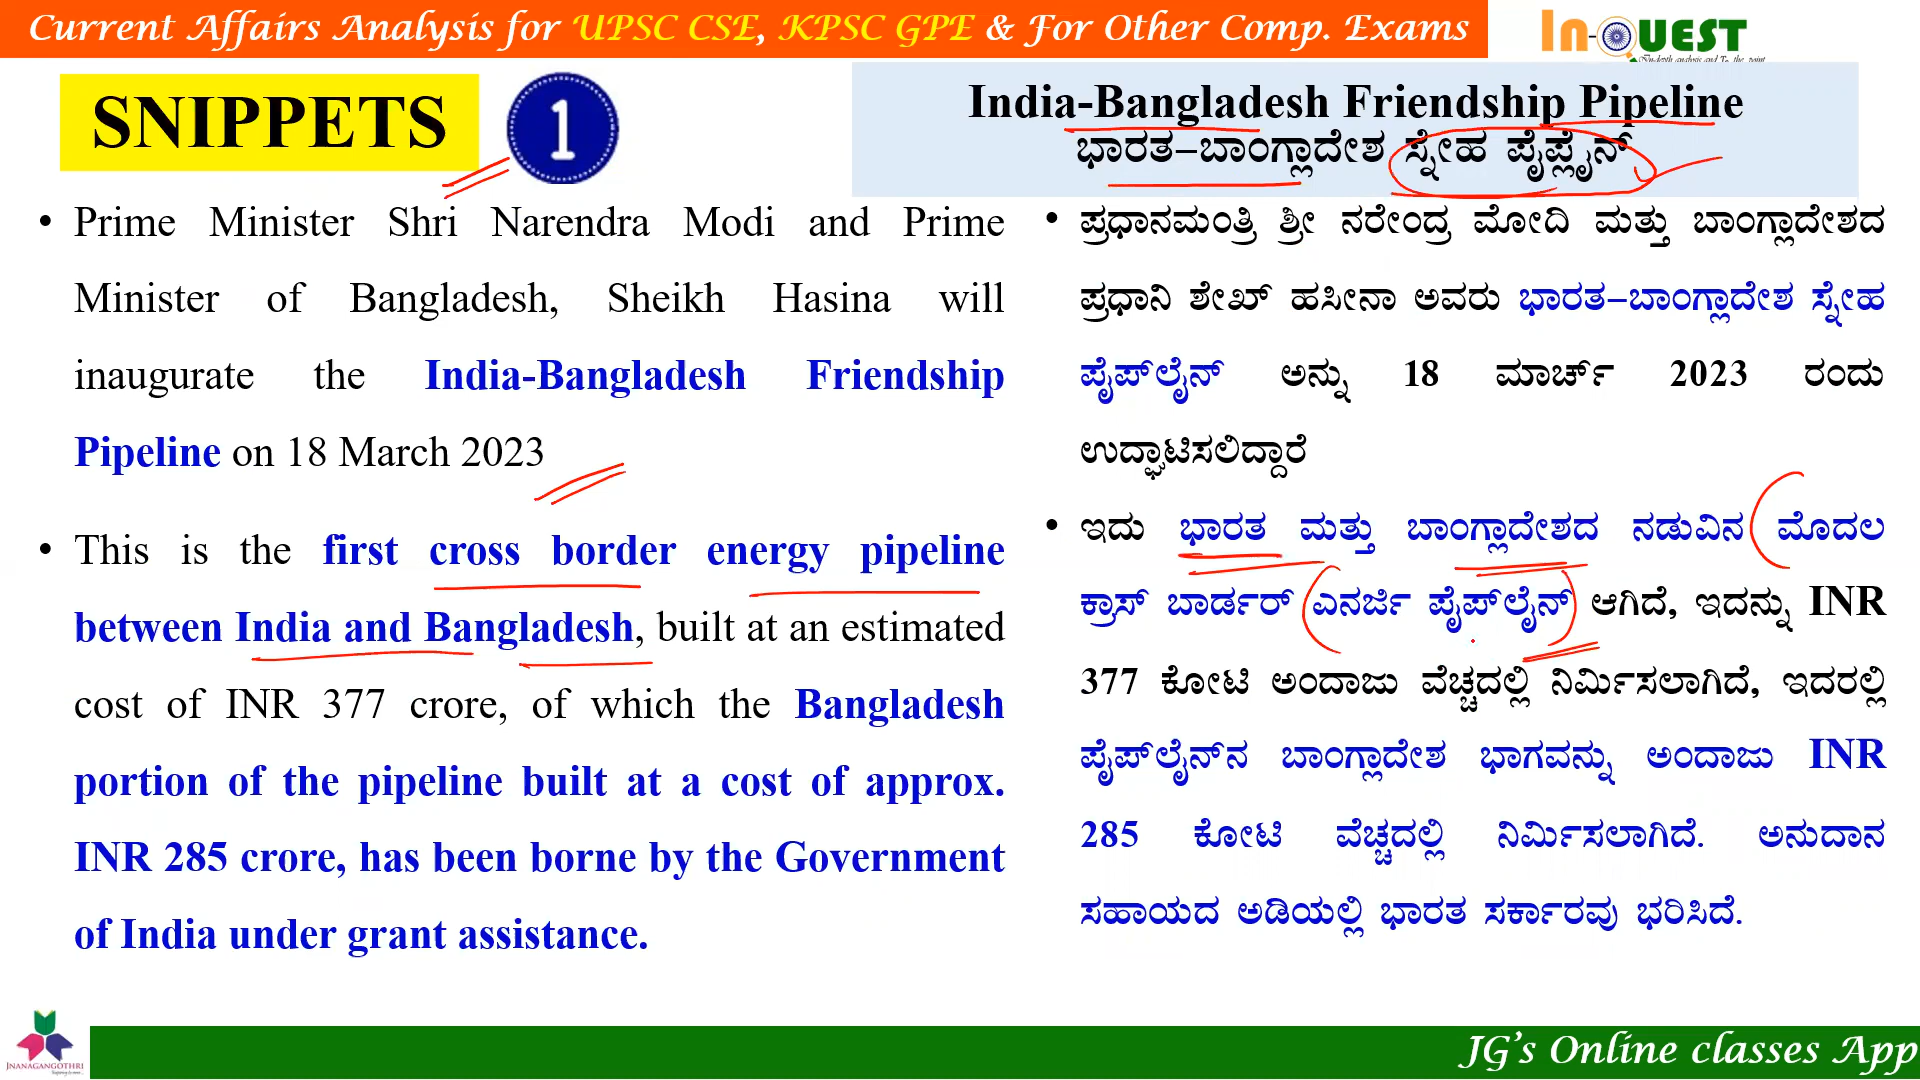 Current Affairs Analysis for UPSC CSE, KPSC GPE & For Other Comp. Exams
In-QUEST
SNIPPETS
1
India-Bangladesh Friendship Pipeline
ಭಾರತ-ಬಾಂಗ್ಲಾದೇಶ ಸ್ನೇಹ ಪೈಪ್ಲೈನ್
• Prime Minister Shri Narendra Modi and Prime
Minister of Bangladesh, Sheikh Hasina will
inaugurate the India-Bangladesh Friendship
Pipeline on 18 March 2023
• This is the first cross border energy pipeline
between India and Bangladesh, built at an estimated
cost of INR 377 crore, of which the Bangladesh
portion of the pipeline built at a cost of approx.
INR 285 crore, has been borne by the Government
of India under grant assistance.
• ಪ್ರಧಾನಮಂತ್ರಿ ಶ್ರೀ ನರೇಂದ್ರ ಮೋದಿ ಮತ್ತು ಬಾಂಗ್ಲಾದೇಶದ
ಪ್ರಧಾನಿ ಶೇಖ್ ಹಸೀನಾ ಅವರು ಭಾರತ-ಬಾಂಗ್ಲಾದೇಶ ಸ್ನೇಹ
ಪೈಪ್‌ಲೈನ್ ಅನ್ನು 18 ಮಾರ್ಚ್ 2023 ರಂದು
ಉದ್ಘಾಟಿಸಲಿದ್ದಾರೆ
• ಇದು ಭಾರತ ಮತ್ತು ಬಾಂಗ್ಲಾದೇಶದ ನಡುವಿನ ಮೊದಲ
ಕ್ರಾಸ್ ಬಾರ್ಡರ್ ಎನರ್ಜಿ ಪೈಪ್‌ಲೈನ್ ಆಗಿದೆ, ಇದನ್ನು INR
377 ಕೋಟಿ ಅಂದಾಜು ವೆಚ್ಚದಲ್ಲಿ ನಿರ್ಮಿಸಲಾಗಿದೆ, ಇದರಲ್ಲಿ
ಪೈಪ್‌ಲೈನ್‌ನ ಬಾಂಗ್ಲಾದೇಶ ಭಾಗವನ್ನು ಅಂದಾಜು INR
285 ಕೋಟಿ ವೆಚ್ಚದಲ್ಲಿ ನಿರ್ಮಿಸಲಾಗಿದೆ. ಅನುದಾನ
ಸಹಾಯದ ಅಡಿಯಲ್ಲಿ ಭಾರತ ಸರ್ಕಾರವು ಭರಿಸಿದೆ.
JNANAGANGOTHRI
JG's Online classes App